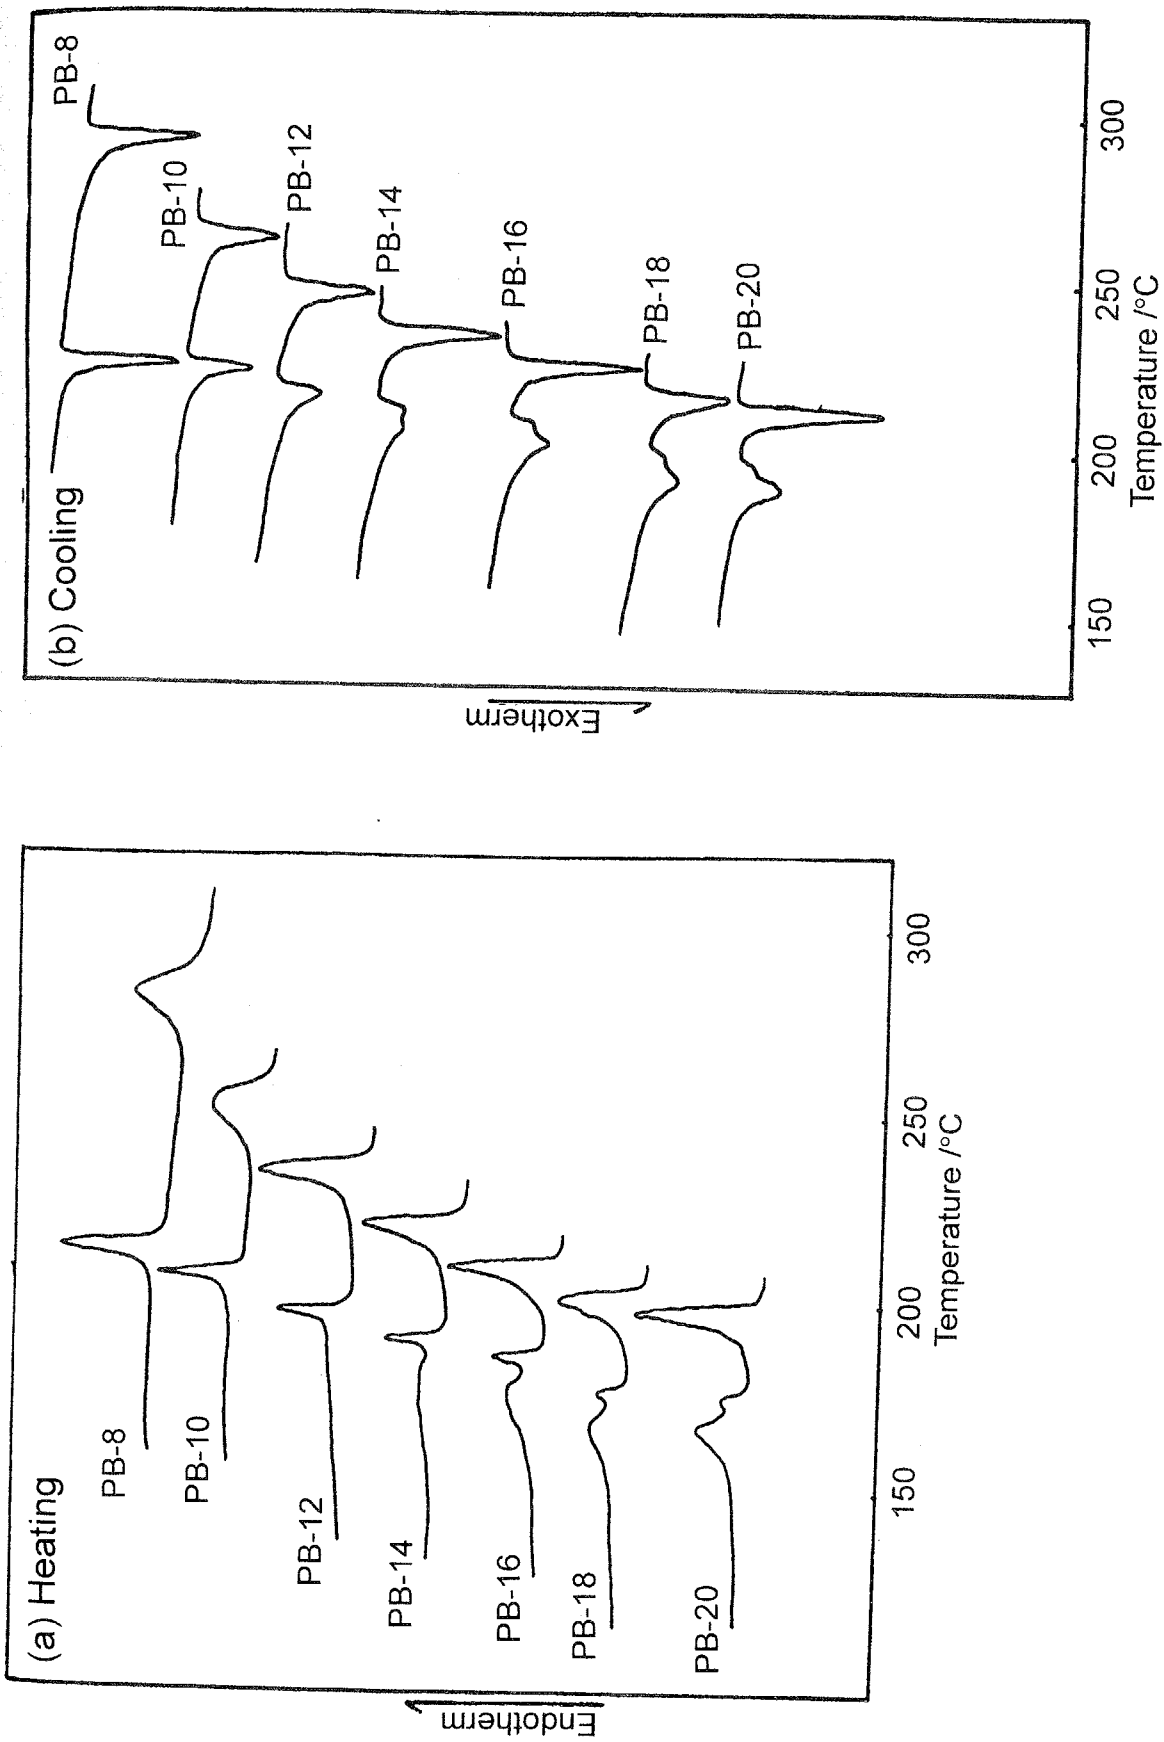 (a) Heating
PB-8
PB-10
PB-12
PB-14
PB-16
PB-18
PB-20
Endotherm
150
200
250
300
Temperature /°C
(b) Cooling
PB-8
PB-10
PB-12
PB-14
PB-16
PB-18
PB-20
Exotherm
150
200
250
300
Temperature /°C